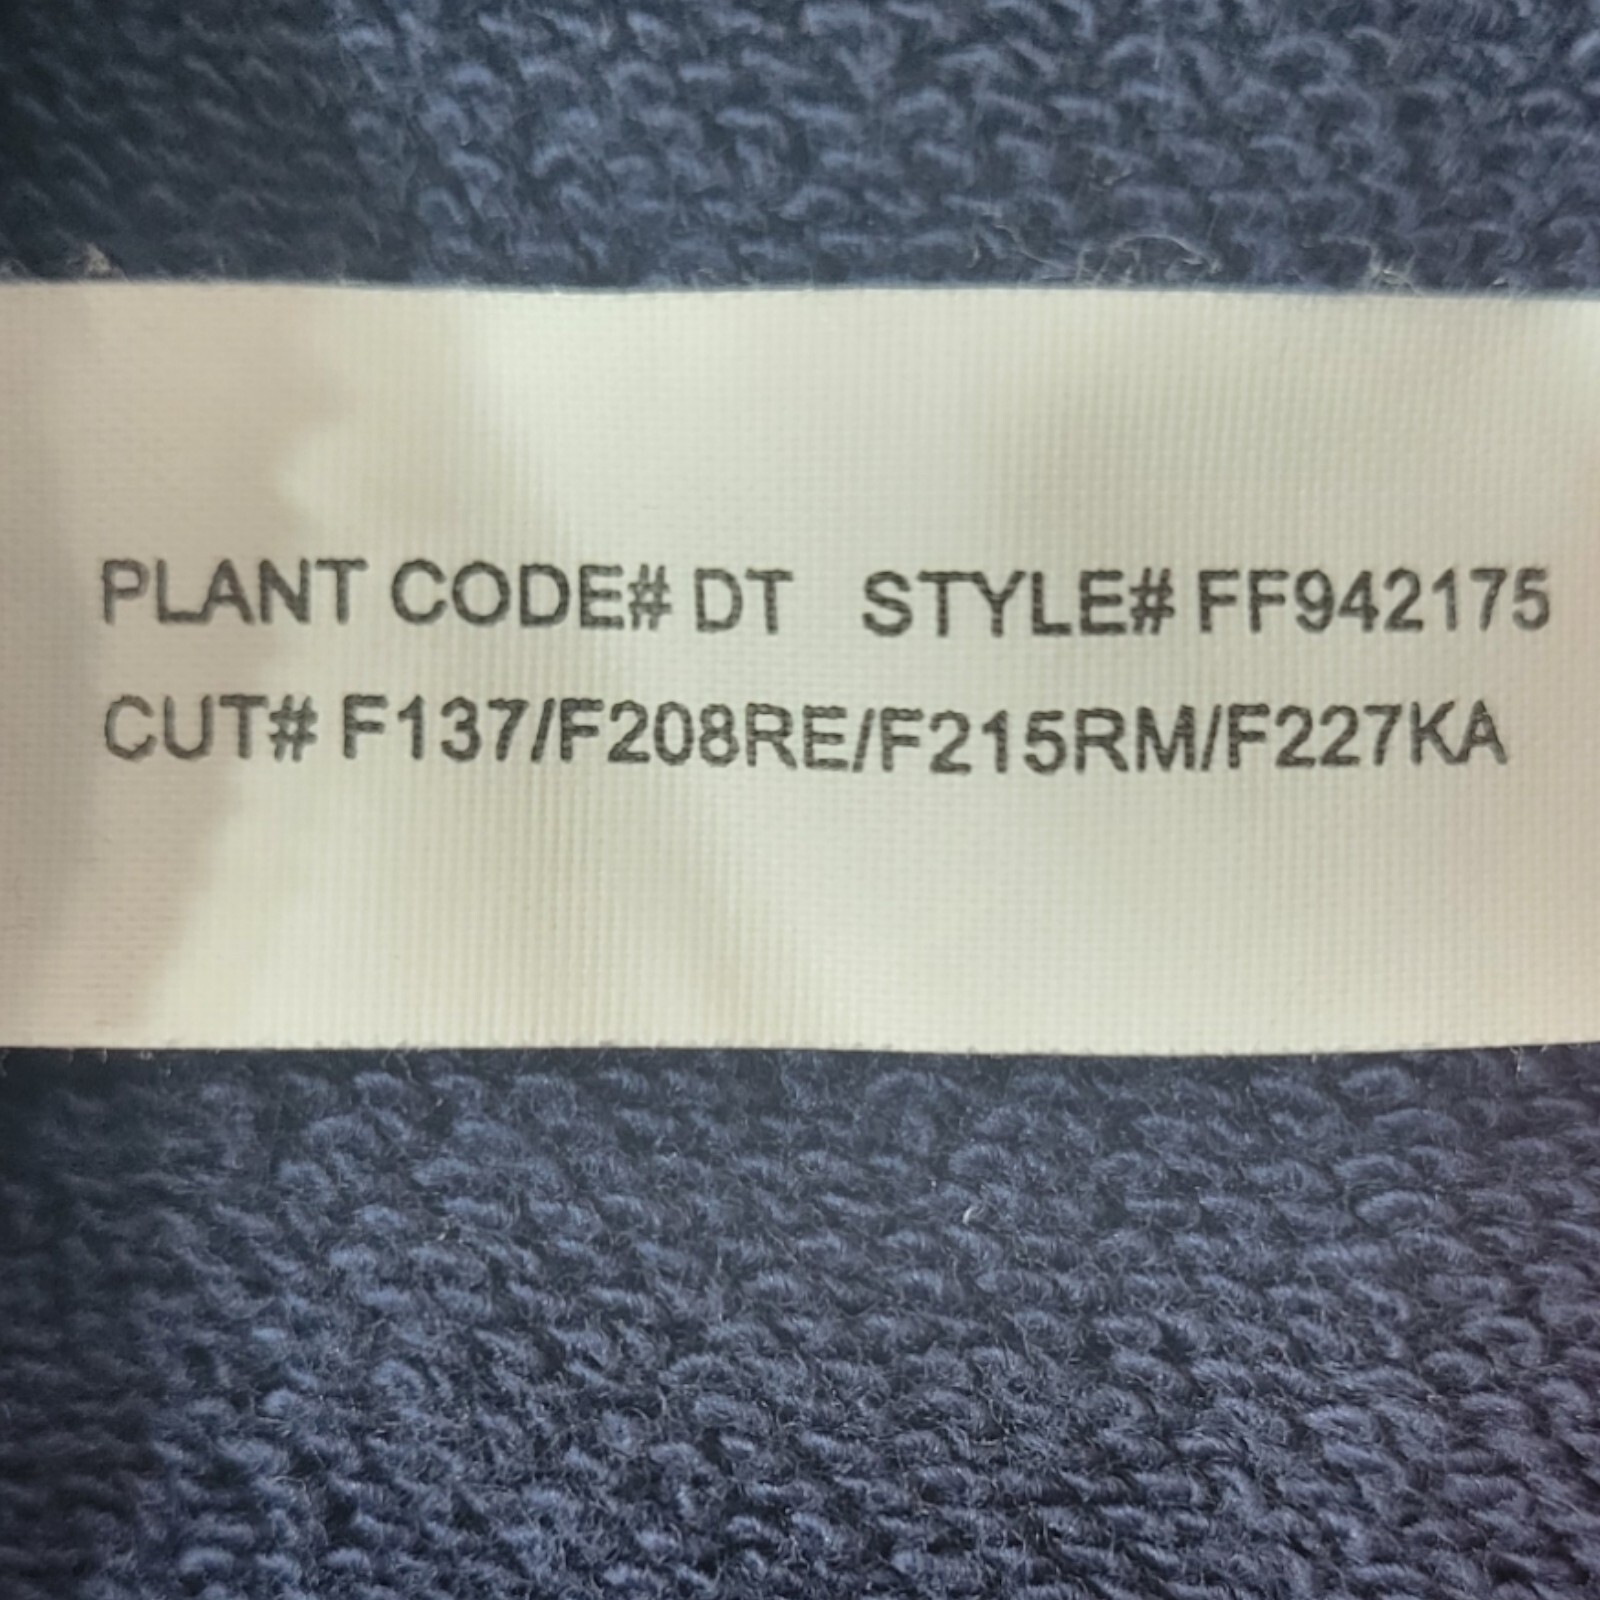 PLANT CODE# DT STYLE# FF942175
CUT# F137/F208RE/F215RM/F227KA